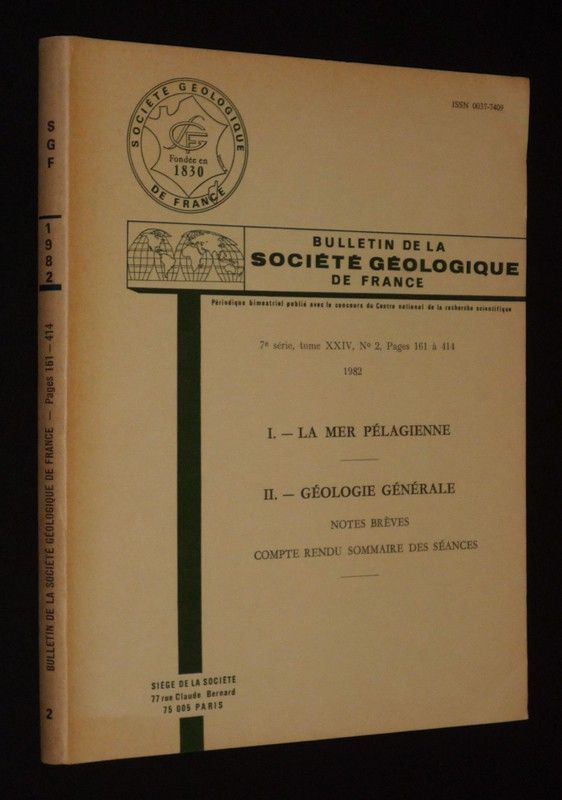 SGF
1982
BULLETIN DE LA SOCIÉTÉ GÉOLOGIQUE DE FRANCE — Pages 161 – 414
2
ISSN 0037-7409
SOCIÉTÉ GÉOLOGIQUE
DE FRANCE
SGF
Fondée en
1830
BULLETIN DE LA
SOCIÉTÉ GÉOLOGIQUE
DE FRANCE
Périodique bimestriel publié avec le concours du Centre national de la recherche scientifique
7e série, tome XXIV, No 2, Pages 161 à 414
1982
I. — LA MER PÉLAGIENNE
II. — GÉOLOGIE GÉNÉRALE
NOTES BRÈVES
COMPTE RENDU SOMMAIRE DES SÉANCES
SIÈGE DE LA SOCIÉTÉ
77 rue Claude Bernard
75 005 PARIS